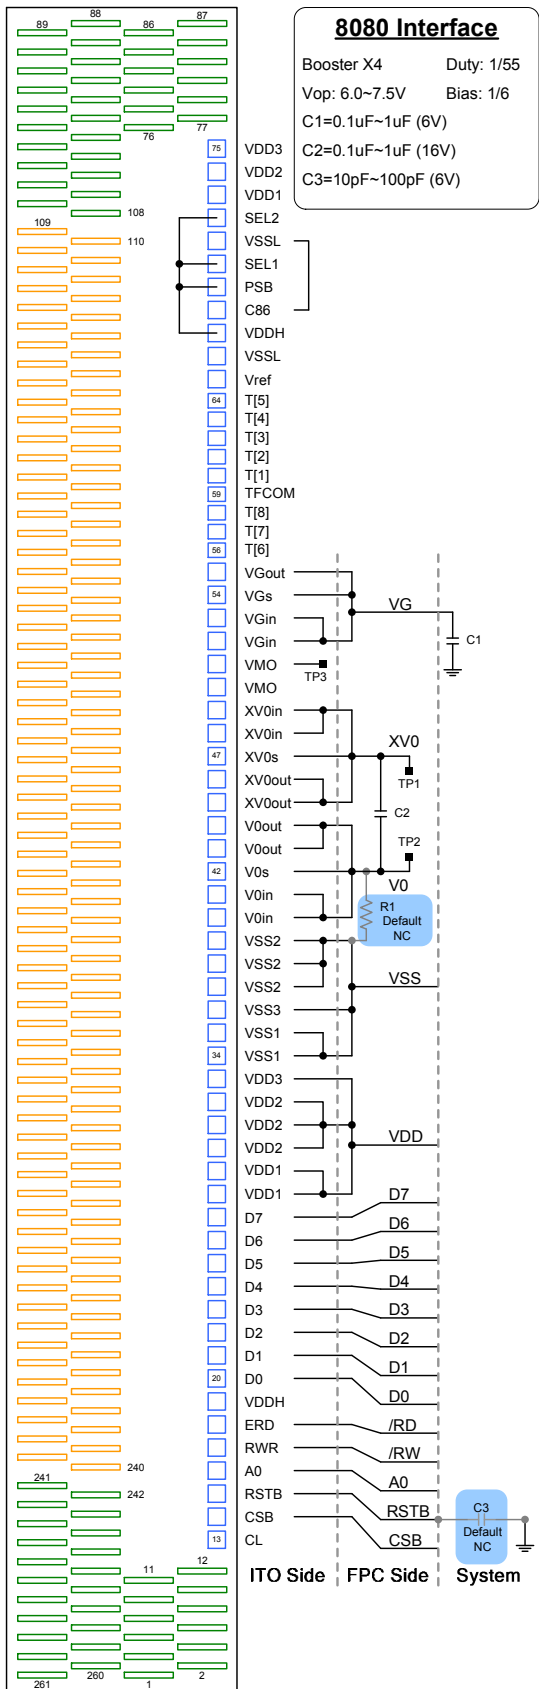 8080 Interface
Booster X4 Duty: 1/55
Vop: 6.0~7.5V Bias: 1/6
C1=0.1uF~1uF (6V)
C2=0.1uF~1uF (16V)
C3=10pF~100pF (6V)
88 87
89 86
77
76
75 VDD3
VDD2
VDD1
108 SEL2
109
110 VSSL
SEL1
PSB
C86
VDDH
VSSL
Vref
64 T[5]
T[4]
T[3]
T[2]
T[1]
59 TFCOM
T[8]
T[7]
56 T[6]
VGout
54 VGs VG
VGin
VGin C1
VMO TP3
VMO
XV0in
XV0in XV0
47 XV0s
XV0out TP1
XV0out C2
V0out
V0out TP2
42 V0s
V0in V0
V0in R1
Default
NC
VSS2
VSS2
VSS2 VSS
VSS3
VSS1
34 VSS1
VDD3
VDD2
VDD2
VDD2 VDD
VDD1
VDD1 D7
D7 D6
D6 D5
D5 D4
D4 D3
D3 D2
D2 D1
D1 D0
20 D0
VDDH
ERD /RD
RWR /RW
240
A0 A0
241
242
RSTB RSTB C3
Default
NC
CSB CSB
13 CL
12
11 ITO Side FPC Side System
260 2
261 1